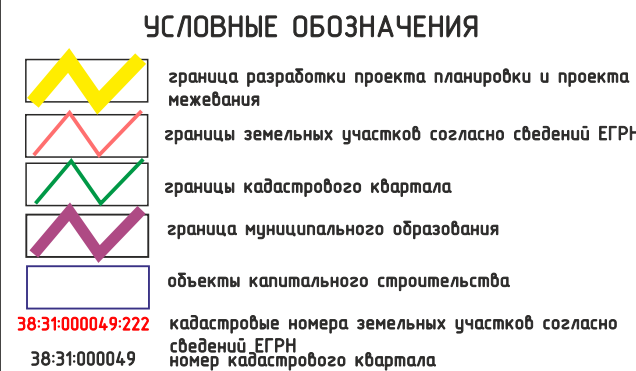 УСЛОВНЫЕ ОБОЗНАЧЕНИЯ
граница разработки проекта планировки и проекта
межевания
границы земельных участков согласно сведений ЕГРН
границы кадастрового квартала
граница муниципального образования
объекты капитального строительства
38:31:000049:222 кадастровые номера земельных участков согласно
сведений ЕГРН
38:31:000049 номер кадастрового квартала